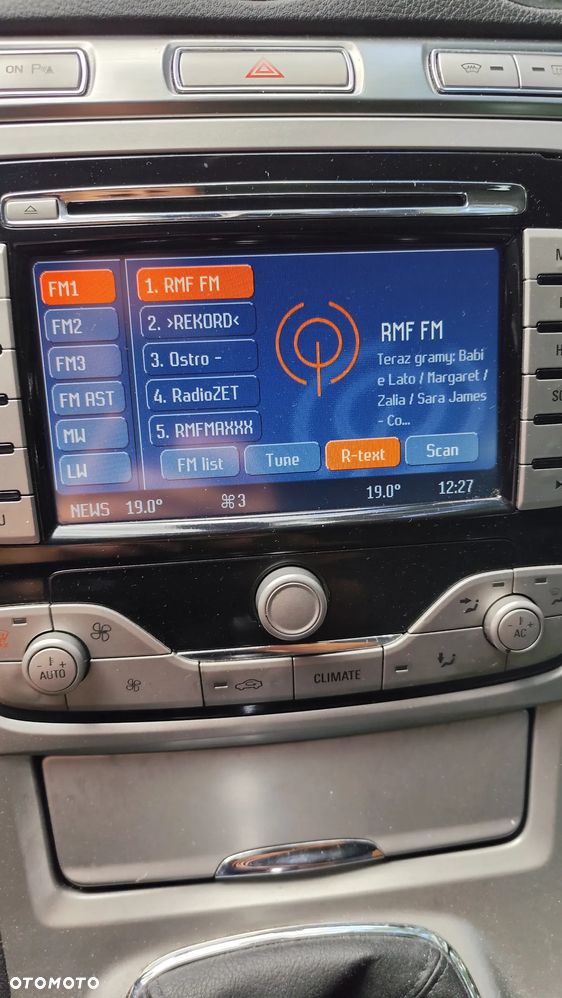 ON P
FM1
FM2
FM3
FM AST
MW
LW
1. RMF FM
2. >REKORD<
3. Ostro -
4. RadioZET
5. RMFMAXXX
RMF FM
Teraz gramy: Babi
e Lato / Margaret /
Zalia / Sara James
- Co...
FM list
Tune
R-text
Scan
NEWS 19.0° 3 19.0° 12:27
AUTO
CLIMATE
AC
OTOMOTO